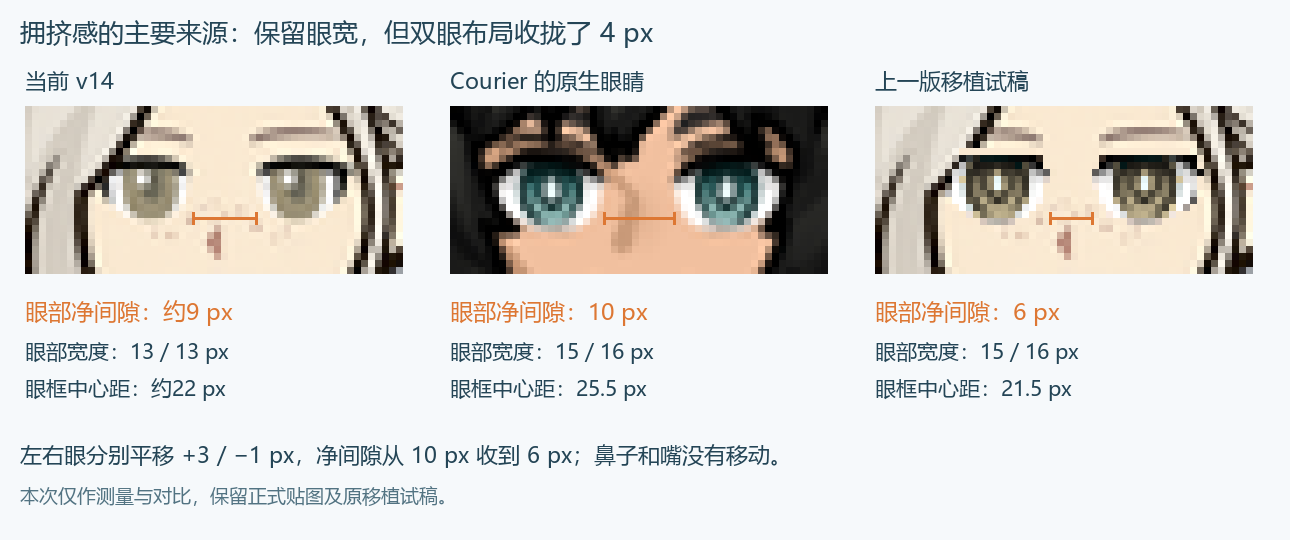 拥挤感的主要来源：保留眼宽，但双眼布局收拢了 4 px
当前 v14
Courier 的原生眼睛
上一版移植试稿
眼部净间隙：约9 px
眼部净间隙：10 px
眼部净间隙：6 px
眼部宽度：13 / 13 px
眼部宽度：15 / 16 px
眼部宽度：15 / 16 px
眼框中心距：约22 px
眼框中心距：25.5 px
眼框中心距：21.5 px
左右眼分别平移 +3 / −1 px，净间隙从 10 px 收到 6 px；鼻子和嘴没有移动。
本次仅作测量与对比，保留正式贴图及原移植试稿。